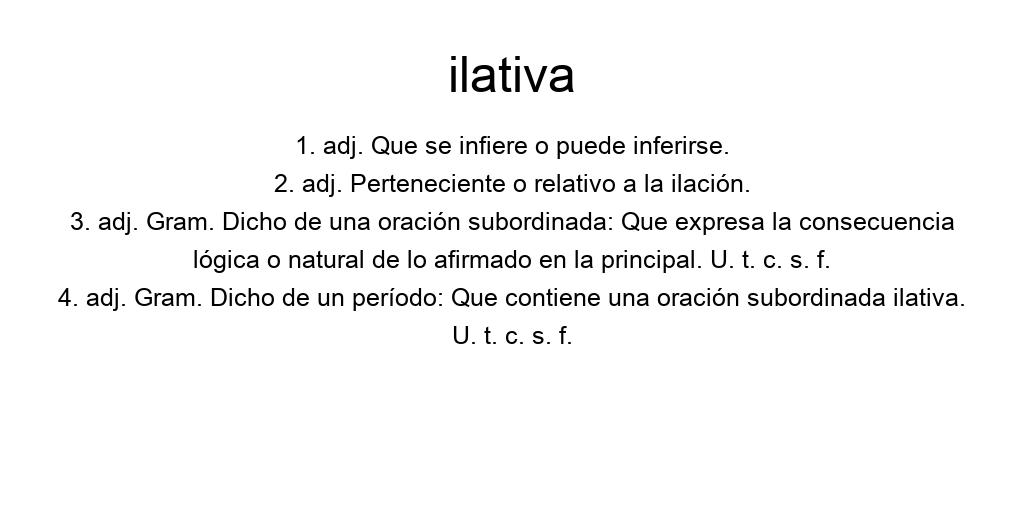 ilativa
1. adj. Que se infiere o puede inferirse.
2. adj. Perteneciente o relativo a la ilación.
3. adj. Gram. Dicho de una oración subordinada: Que expresa la consecuencia
lógica o natural de lo afirmado en la principal. U. t. c. s. f.
4. adj. Gram. Dicho de un período: Que contiene una oración subordinada ilativa.
U. t. c. s. f.